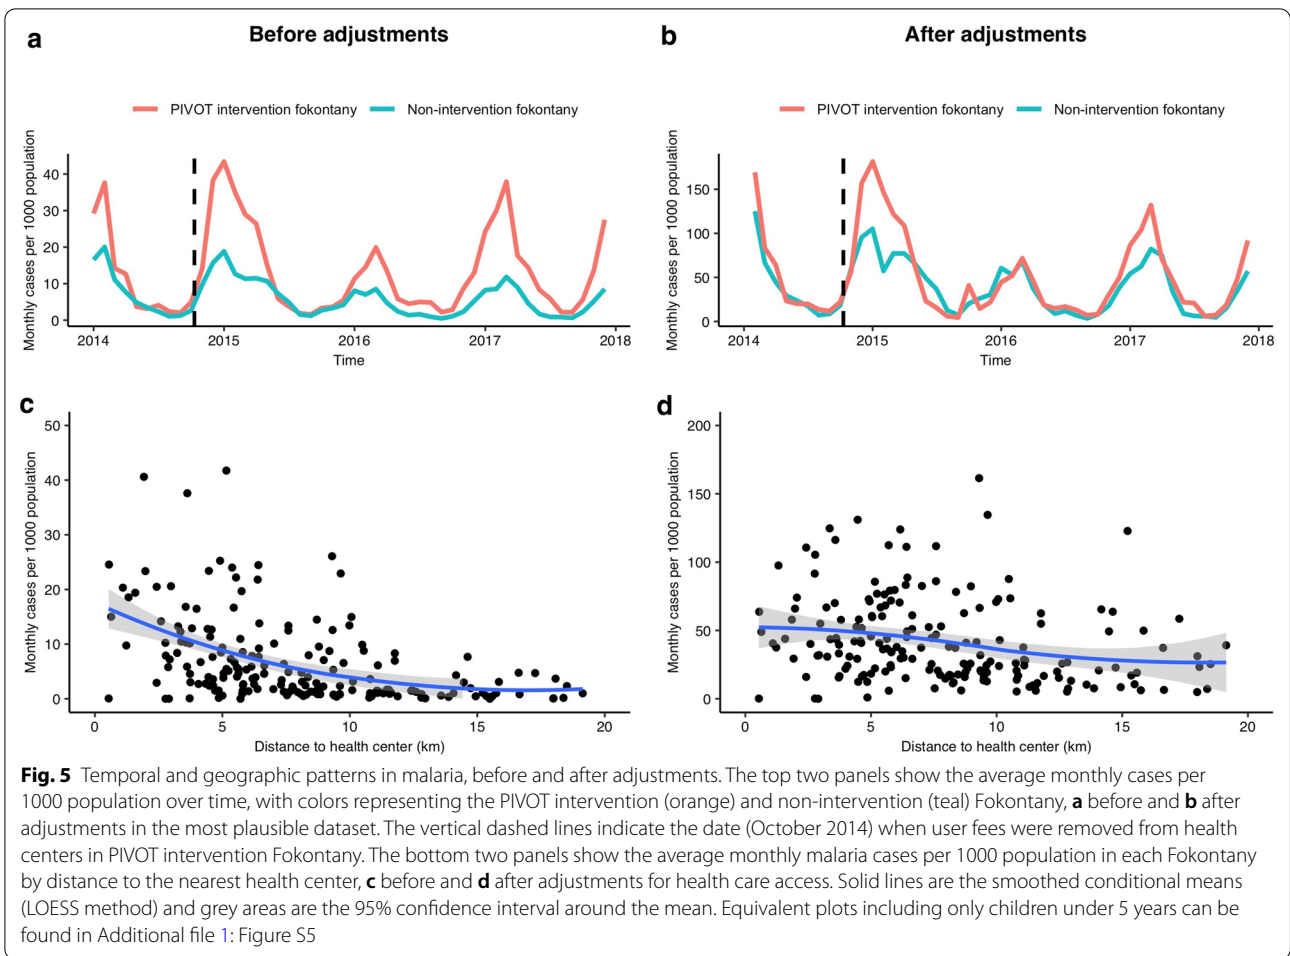 a Before adjustments
PIVOT intervention fokontany Non-intervention fokontany
Monthly cases per 1000 population
40
30
20
10
0
2014 2015 2016 2017 2018
Time
b After adjustments
PIVOT intervention fokontany Non-intervention fokontany
Monthly cases per 1000 population
150
100
50
0
2014 2015 2016 2017 2018
Time
c
Monthly cases per 1000 population
50
40
30
20
10
0
0 5 10 15 20
Distance to health center (km)
d
Monthly cases per 1000 population
200
150
100
50
0
0 5 10 15 20
Distance to health center (km)
Fig. 5 Temporal and geographic patterns in malaria, before and after adjustments. The top two panels show the average monthly cases per
1000 population over time, with colors representing the PIVOT intervention (orange) and non-intervention (teal) Fokontany, a before and b after
adjustments in the most plausible dataset. The vertical dashed lines indicate the date (October 2014) when user fees were removed from health
centers in PIVOT intervention Fokontany. The bottom two panels show the average monthly malaria cases per 1000 population in each Fokontany
by distance to the nearest health center, c before and d after adjustments for health care access. Solid lines are the smoothed conditional means
(LOESS method) and grey areas are the 95% confidence interval around the mean. Equivalent plots including only children under 5 years can be
found in Additional file 1: Figure S5